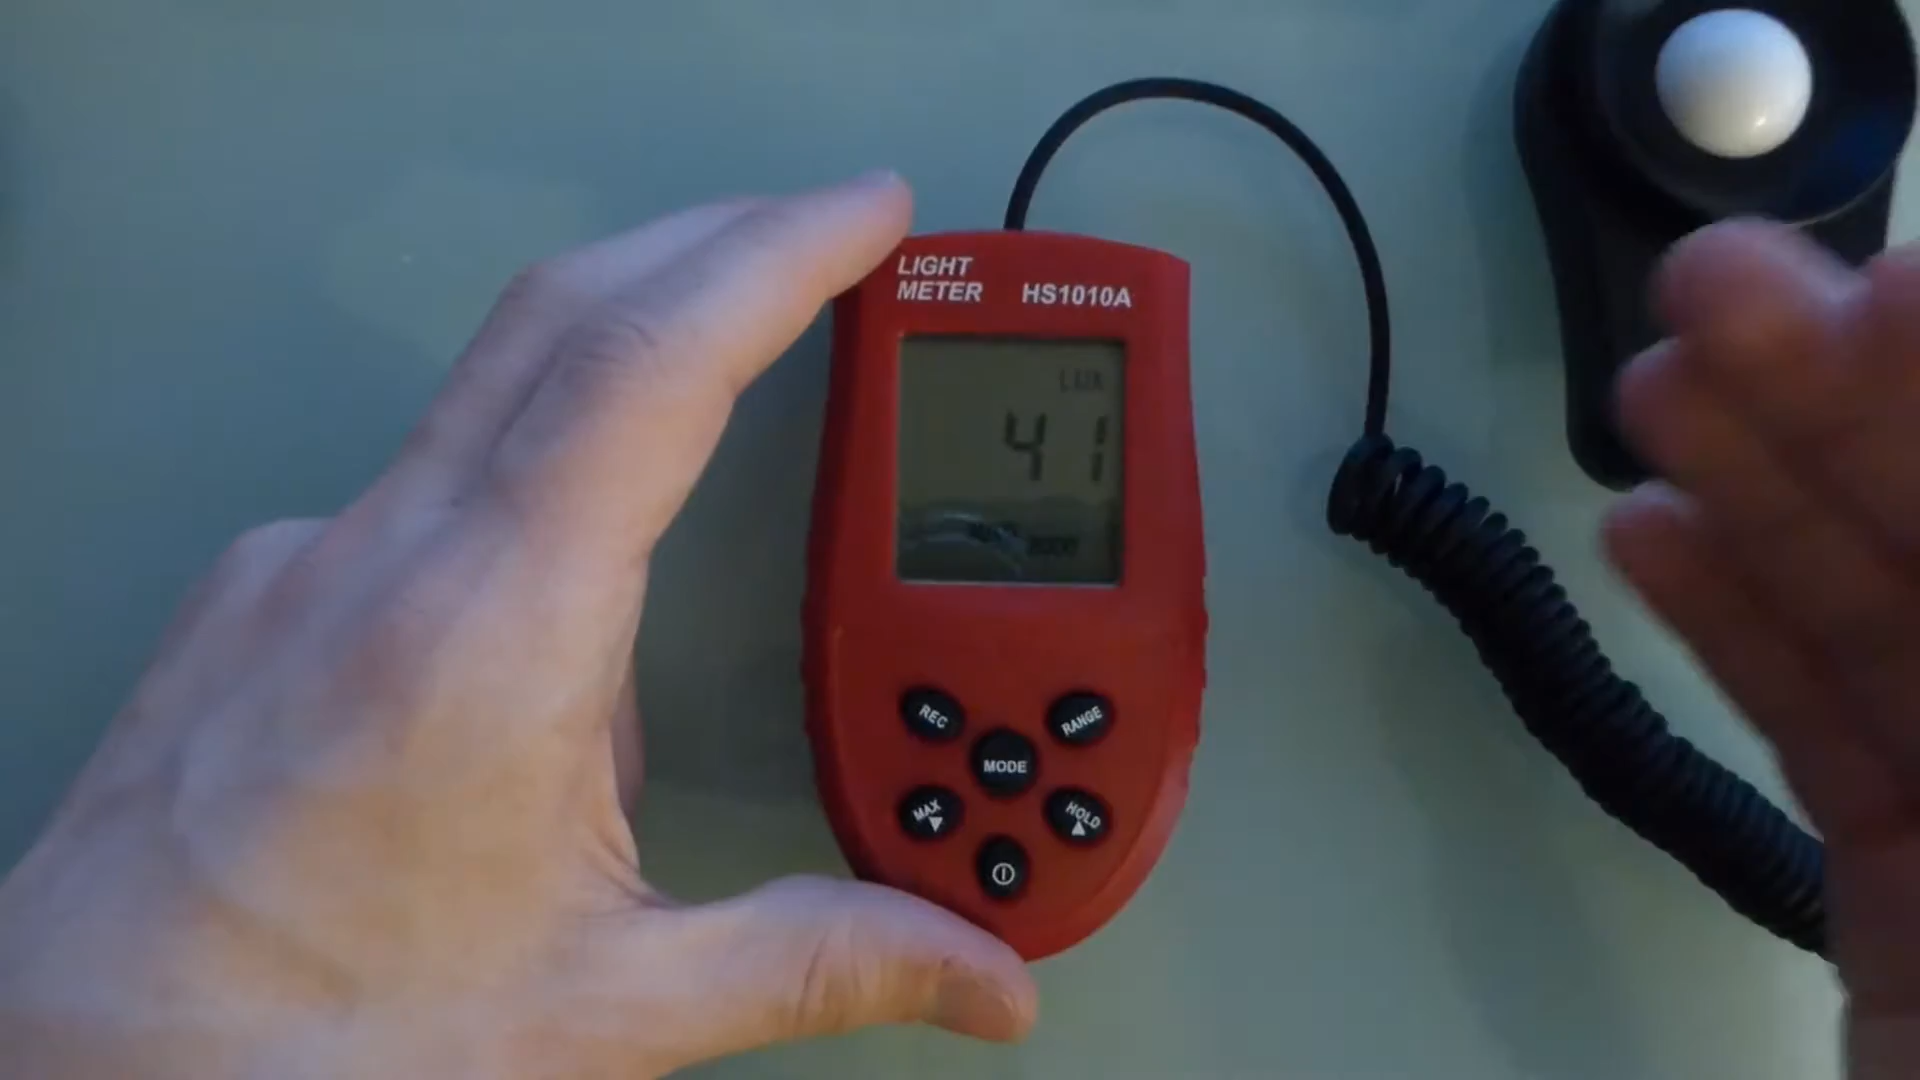 LIGHT
METER HS1010A
LUX
41
REC
RANGE
MODE
MAX
HOLD